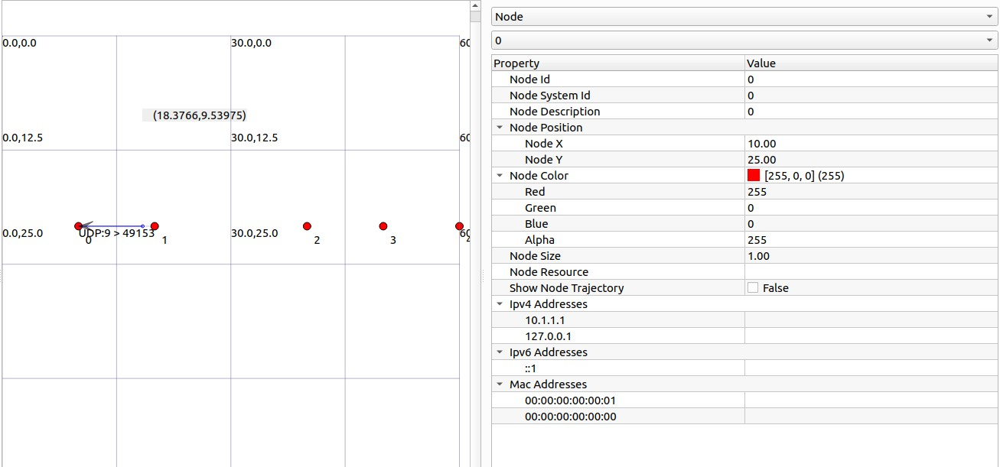 0.0,0.0
30.0,0.0
60
(18.3766,9.53975)
0.0,12.5
30.0,12.5
60
0.0,25.0
UDP:9 > 49153
30.0,25.0
60
0
1
2
3
Node
0
Property Value
Node Id 0
Node System Id 0
Node Description 0
Node Position
Node X 10.00
Node Y 25.00
Node Color [255, 0, 0] (255)
Red 255
Green 0
Blue 0
Alpha 255
Node Size 1.00
Node Resource
Show Node Trajectory False
Ipv4 Addresses
10.1.1.1
127.0.0.1
Ipv6 Addresses
::1
Mac Addresses
00:00:00:00:00:01
00:00:00:00:00:00